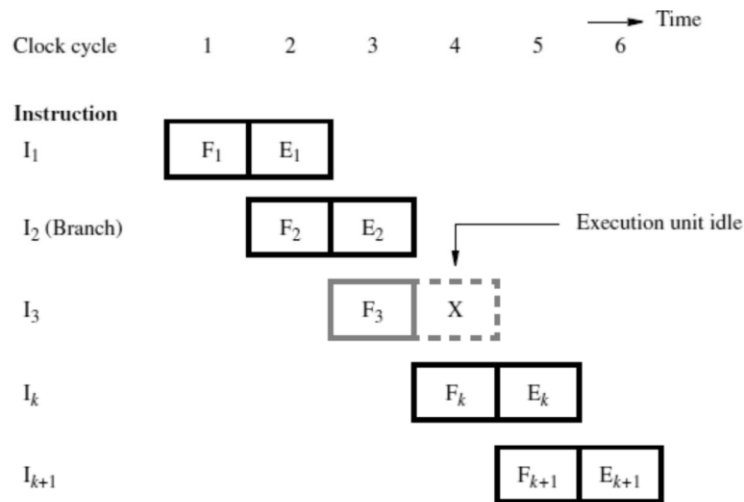 Time
Clock cycle 1 2 3 4 5 6
Instruction
I₁ F₁ E₁
I₂ (Branch) F₂ E₂ Execution unit idle
I₃ F₃ X
Iₖ Fₖ Eₖ
Iₖ₊₁ Fₖ₊₁ Eₖ₊₁